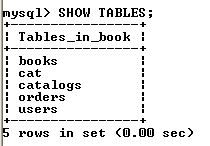 mysql> SHOW TABLES;
+----------------+
| Tables_in_book |
+----------------+
| books          |
| cat            |
| catalogs       |
| orders         |
| users          |
+----------------+
5 rows in set (0.00 sec)